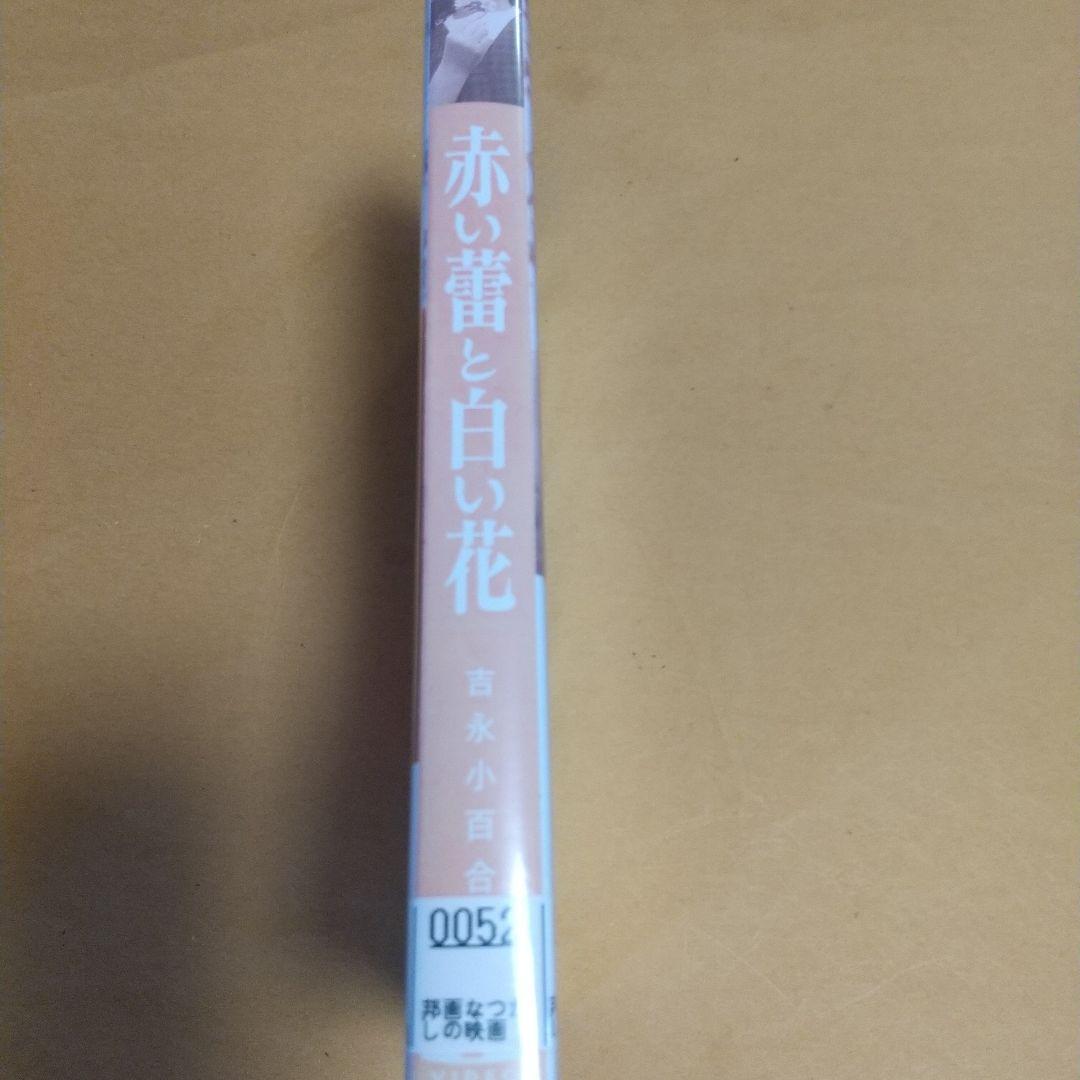 赤い蕾と白い花
吉永小百合
0052
邦画なつか
しの映画
VIDEO